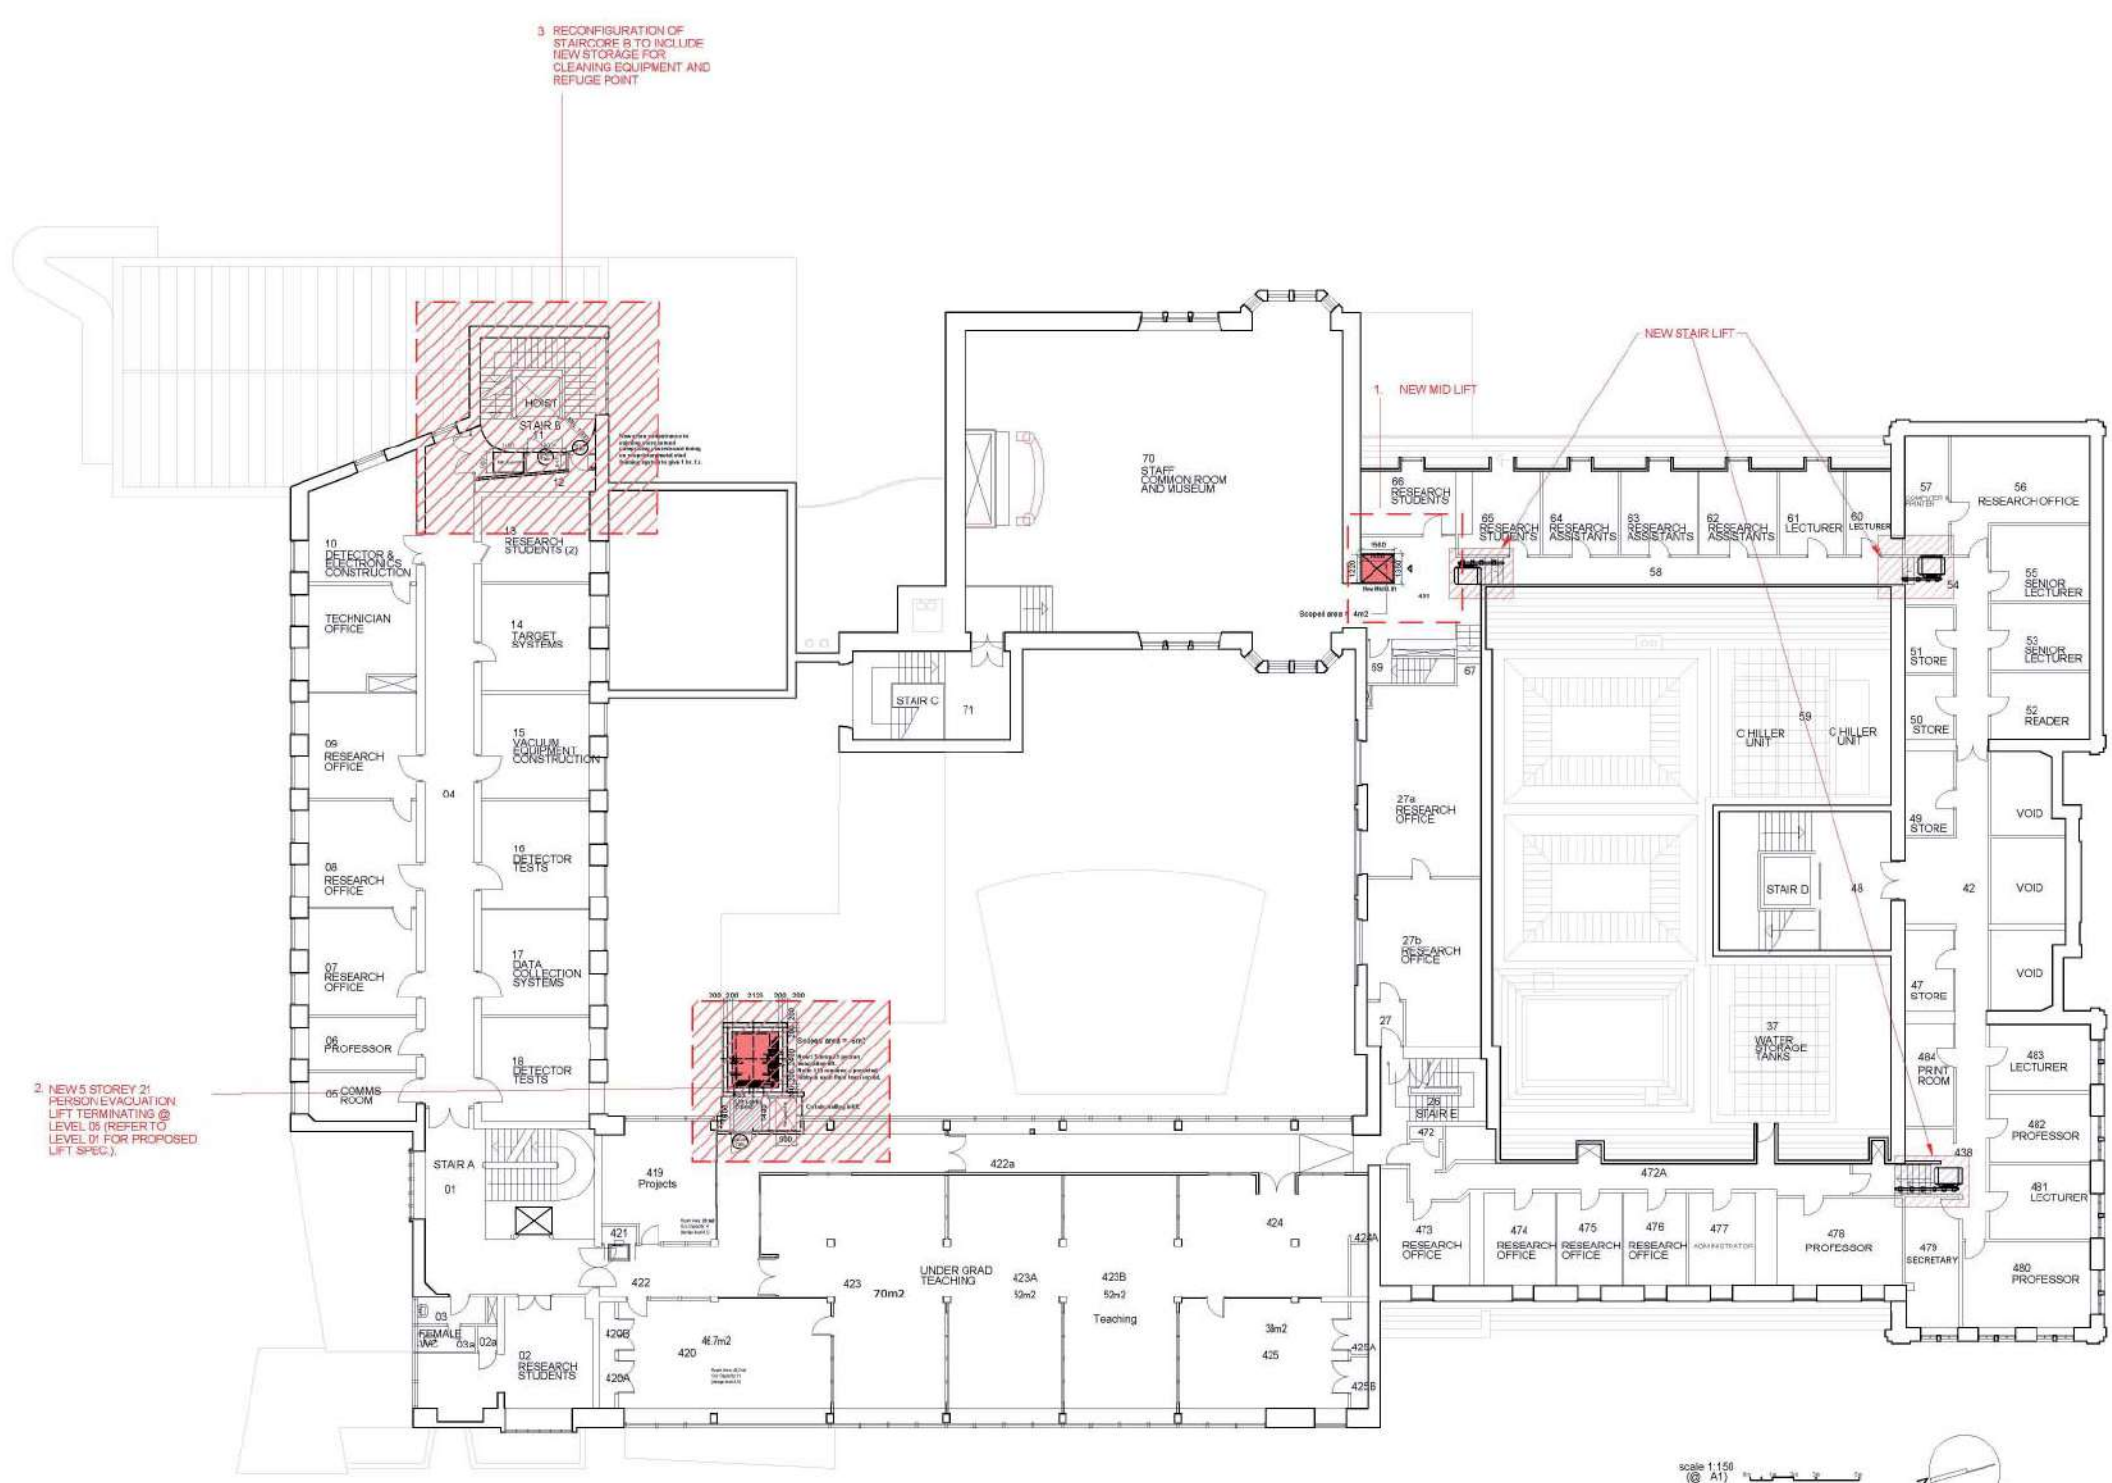 3 RECONFIGURATION OF
STAIRCORE B TO INCLUDE
NEW STORAGE FOR
CLEANING EQUIPMENT AND
REFUGE POINT
NEW STAIR LIFT
1. NEW MID LIFT
HOIST
STAIR B
11
12
10
DETECTOR &
ELECTRONICS
CONSTRUCTION
13
RESEARCH
STUDENTS (2)
TECHNICIAN
OFFICE
14
TARGET
SYSTEMS
09
RESEARCH
OFFICE
15
VACUUM
EQUIPMENT
CONSTRUCTION
04
08
RESEARCH
OFFICE
16
DETECTOR
TESTS
07
RESEARCH
OFFICE
17
DATA
COLLECTION
SYSTEMS
06
PROFESSOR
18
DETECTOR
TESTS
05 COMMS
ROOM
2. NEW 5 STOREY 21
PERSON EVACUATION
LIFT TERMINATING @
LEVEL 05 (REFER TO
LEVEL 01 FOR PROPOSED
LIFT SPEC.).
STAIR A
01
03
FEMALE
WC
03a
02a
02
RESEARCH
STUDENTS
70
STAFF
COMMON ROOM
AND MUSEUM
STAIR C
71
66
RESEARCH
STUDENTS
65
RESEARCH
STUDENTS
64
RESEARCH
ASSISTANTS
63
RESEARCH
ASSISTANTS
62
RESEARCH
ASSISTANTS
61
LECTURER
60
LECTURER
57
COMPUTER &
PRINTER
56
RESEARCH OFFICE
58
54
55
SENIOR
LECTURER
53
SENIOR
LECTURER
52
READER
51
STORE
50
STORE
49
STORE
VOID
VOID
VOID
42
48
STAIR D
47
STORE
59
CHILLER
UNIT
CHILLER
UNIT
37
WATER
STORAGE
TANKS
Scoped area = 4m2
69
67
27a
RESEARCH
OFFICE
27b
RESEARCH
OFFICE
27
26
STAIR E
472
484
PRINT
ROOM
483
LECTURER
482
PROFESSOR
481
LECTURER
480
PROFESSOR
438
472A
473
RESEARCH
OFFICE
474
RESEARCH
OFFICE
475
RESEARCH
OFFICE
476
RESEARCH
OFFICE
477
ADMINISTRATOR
478
PROFESSOR
479
SECRETARY
419
Projects
421
422
422a
420B
420A
46.7m2
420
423
70m2
UNDER GRAD
TEACHING
423A
52m2
423B
52m2
Teaching
424
424A
38m2
425
425A
425B
scale 1:150
(@ A1)